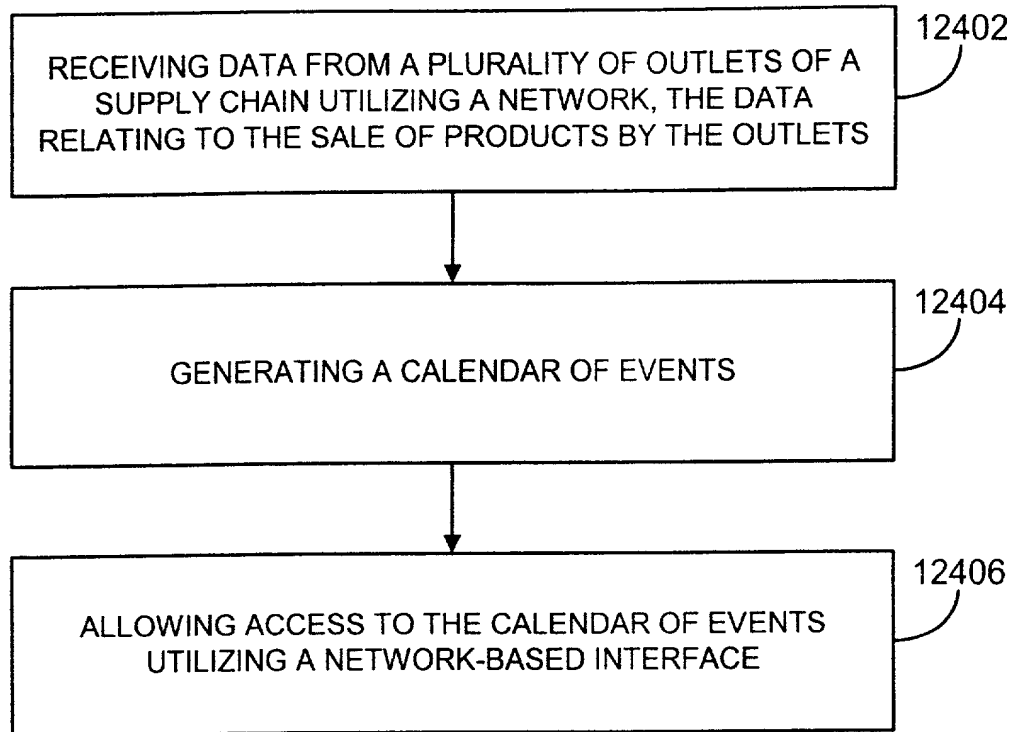 12402
RECEIVING DATA FROM A PLURALITY OF OUTLETS OF A
SUPPLY CHAIN UTILIZING A NETWORK, THE DATA
RELATING TO THE SALE OF PRODUCTS BY THE OUTLETS
12404
GENERATING A CALENDAR OF EVENTS
12406
ALLOWING ACCESS TO THE CALENDAR OF EVENTS
UTILIZING A NETWORK-BASED INTERFACE